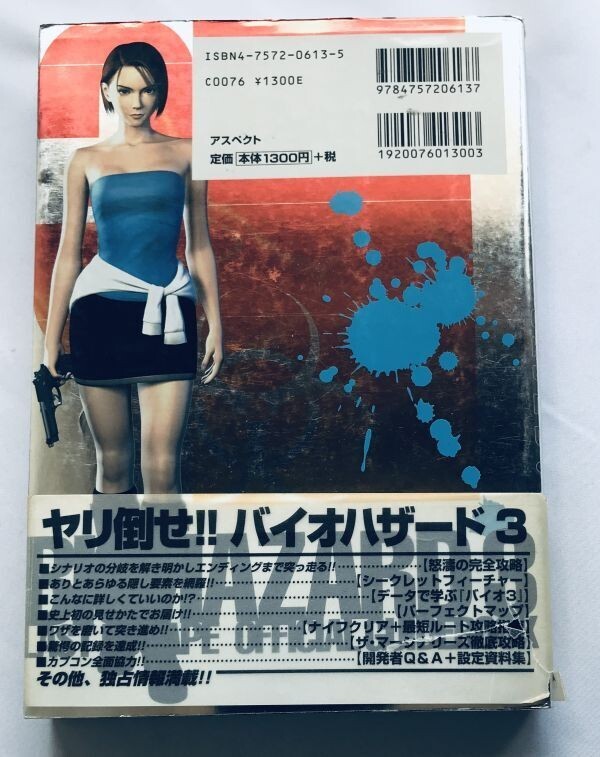 ISBN4-7572-0613-5
C0076 ¥1300E
9784757206137
アスペクト
定価 本体1300円+税
1920076013003
ヤリ倒せ!! バイオハザード3
■シナリオの分岐を解き明かしエンディングまで突っ走る!!……【怒濤の完全攻略】
■ありとあらゆる隠し要素を網羅!!……【シークレットフィーチャー】
■こんなに詳しくていいのか!?……【データで学ぶ『バイオ3』】
■史上初の見せかたでお届け!!……【パーフェクトマップ】
■ワザを磨いて突き進め!!……【ナイフクリア+最短ルート攻略指南】
■驚愕の記録を達成!!……【ザ・マーシナリーズ徹底攻略】
■カプコン全面協力!!……【開発者Q&A+設定資料集】
その他、独占情報満載!!